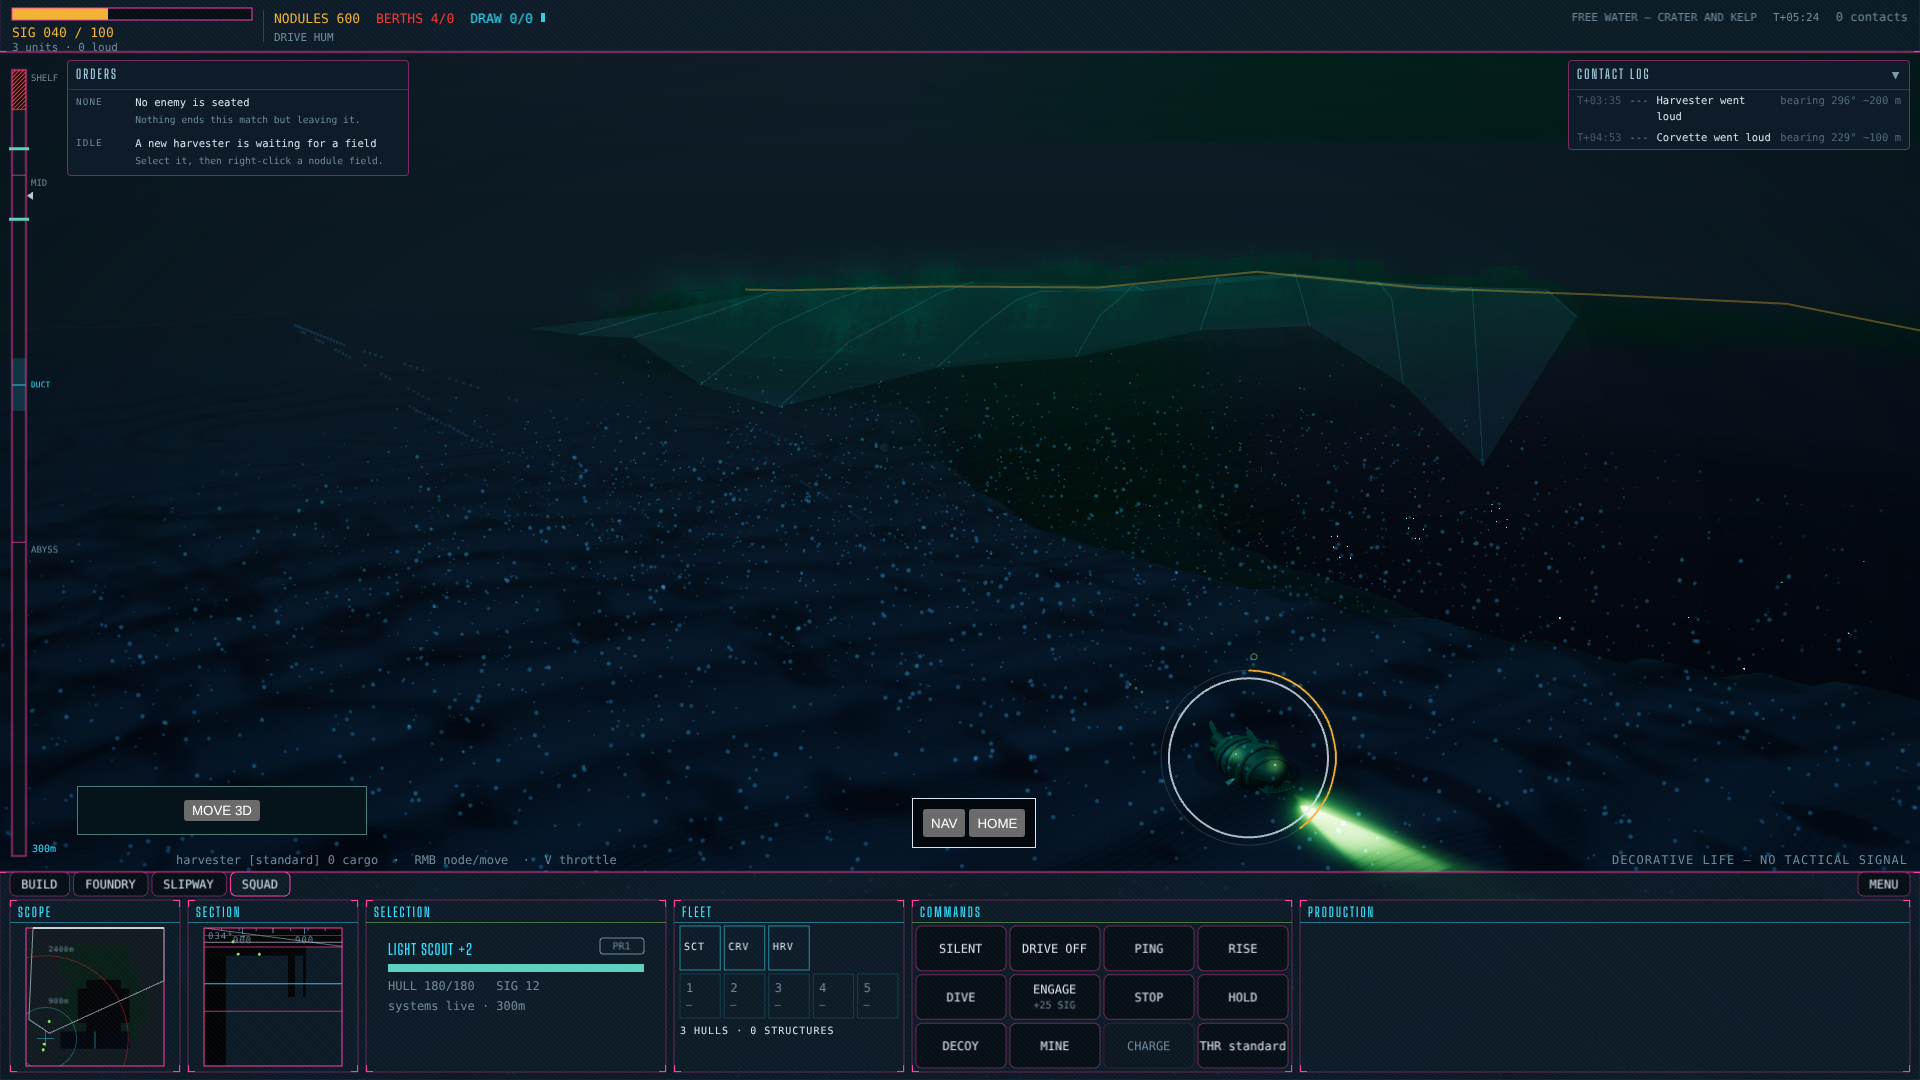 SIG 040 / 100
3 units · 0 loud
NODULES 600 BERTHS 4/0 DRAW 0/0
DRIVE HUM
FREE WATER — CRATER AND KELP T+05:24 0 contacts
SHELF
MID
DUCT
ABYSS
300m
ORDERS
NONE No enemy is seated
Nothing ends this match but leaving it.
IDLE A new harvester is waiting for a field
Select it, then right-click a nodule field.
CONTACT LOG ▼
T+03:35 --- Harvester went loud bearing 296° ~200 m
T+04:53 --- Corvette went loud bearing 229° ~100 m
MOVE 3D
NAV HOME
harvester [standard] 0 cargo · RMB node/move · V throttle
DECORATIVE LIFE — NO TACTICAL SIGNAL
BUILD FOUNDRY SLIPWAY SQUAD
MENU
SCOPE
2400m
900m
SECTION
034°
900
SELECTION
LIGHT SCOUT +2 PR1
HULL 180/180 SIG 12
systems live · 300m
FLEET
SCT CRV HRV
1 2 3 4 5
— — — — —
3 HULLS · 0 STRUCTURES
COMMANDS
SILENT DRIVE OFF PING RISE
DIVE ENGAGE +25 SIG STOP HOLD
DECOY MINE CHARGE THR standard
PRODUCTION